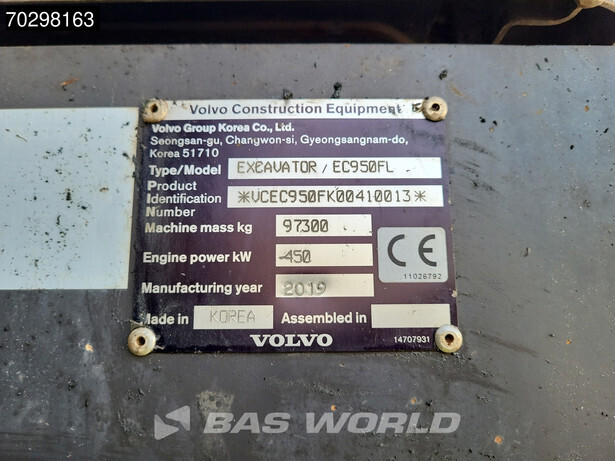 70298163
Volvo Construction Equipment
Volvo Group Korea Co., Ltd.
Seongsan-gu, Changwon-si, Gyeongsangnam-do,
Korea 51710
Type/Model EXCAVATOR / EC950FL
Product Identification Number *VCEC950FK00410013*
Machine mass kg 97300
Engine power kW 450
CE
11026792
Manufacturing year 2019
Made in KOREA Assembled in
VOLVO
14707931
BAS WORLD